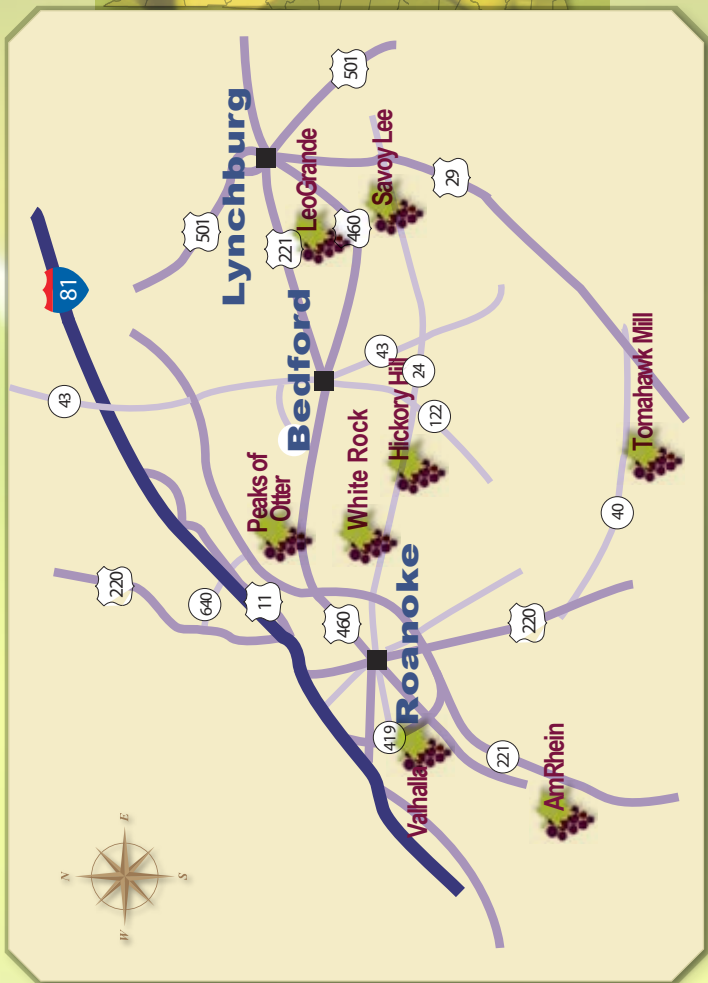 N
43
81
220
W
E
S
640
501
Lynchburg
Peaks of
Otter
11
221
Bedford
LeoGrande
460
501
460
White Rock
43
Savoy Lee
419
Hickory Hill
Roanoke
Valhalla
24
122
29
221
220
AmRhein
40
Tomahawk Mill